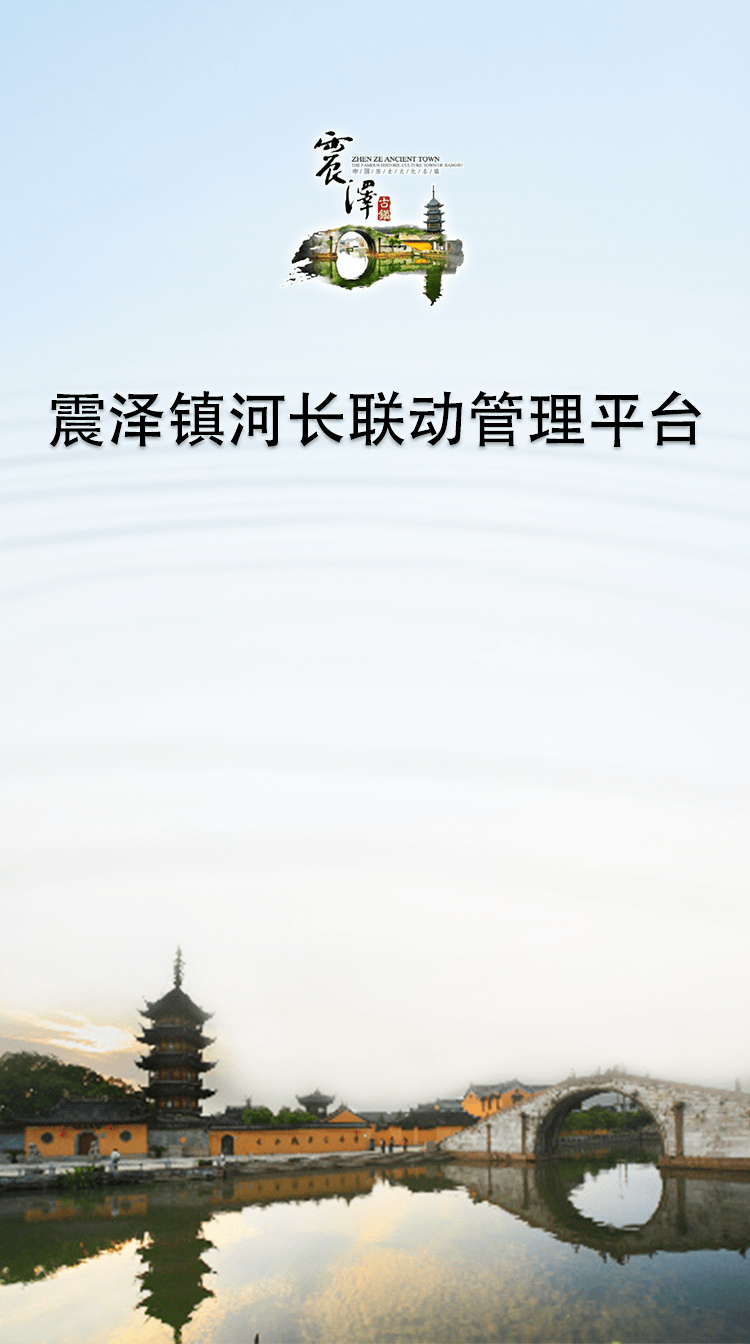 震澤
ZHEN ZE ANCIENT TOWN
THE FAMOUS HISTORIC CULTURE TOWN OF JIANGSU
中/国/历/史/文/化/名/镇
古鎮
震泽镇河长联动管理平台